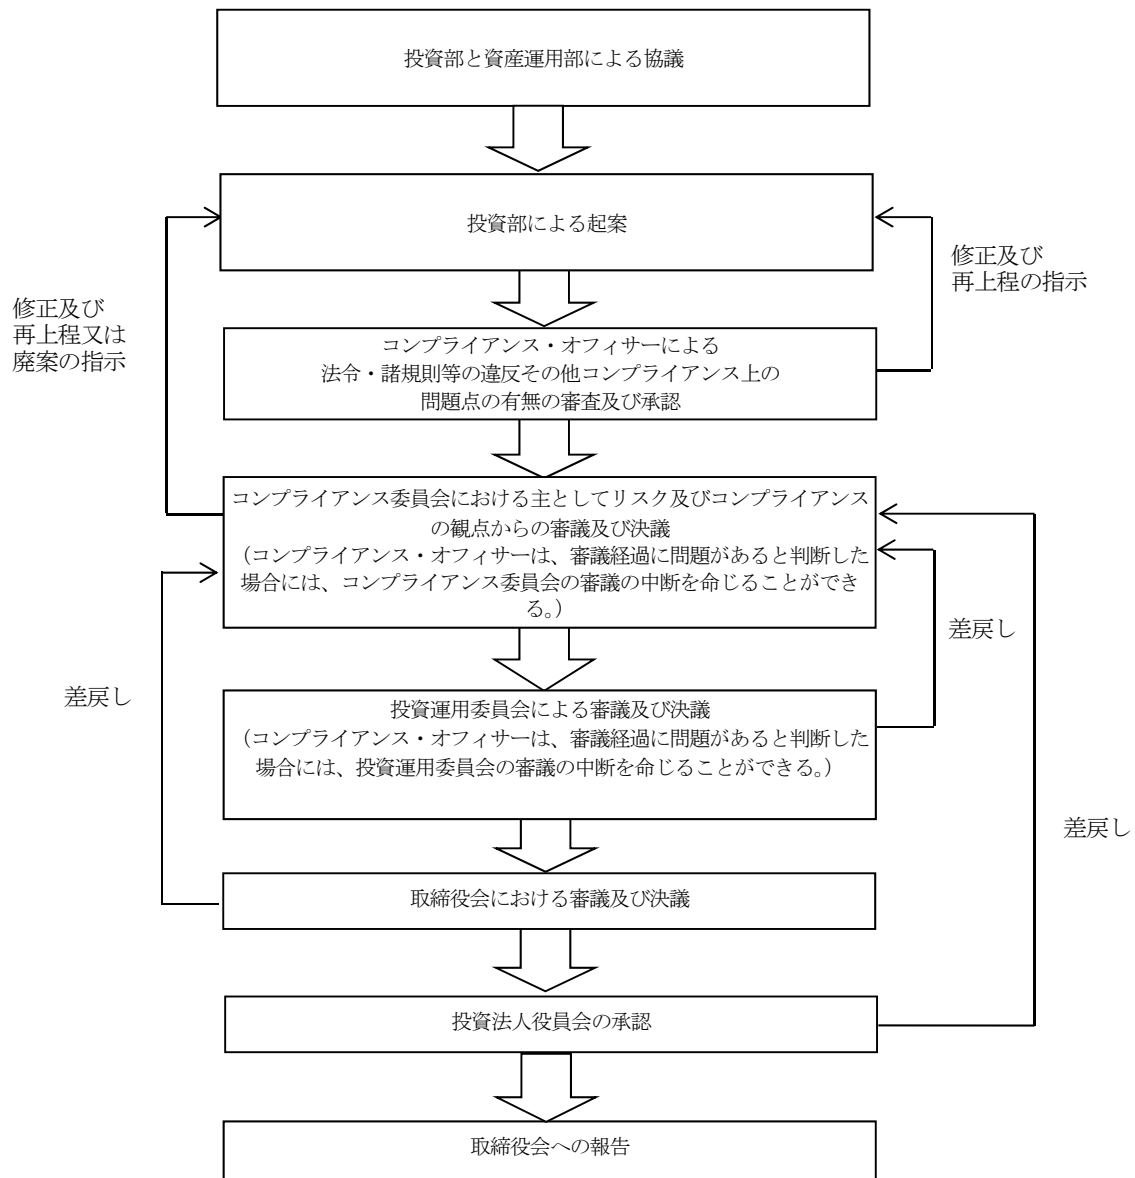 投資部と資産運用部による協議
投資部による起案
修正及び
再上程の指示
修正及び
再上程又は
廃案の指示
コンプライアンス・オフィサーによる
法令・諸規則等の違反その他コンプライアンス上の
問題点の有無の審査及び承認
コンプライアンス委員会における主としてリスク及びコンプライアンス
の観点からの審議及び決議
(コンプライアンス・オフィサーは、審議経過に問題があると判断した
場合には、コンプライアンス委員会の審議の中断を命じることができ
る。)
差戻し
差戻し
投資運用委員会による審議及び決議
(コンプライアンス・オフィサーは、審議経過に問題があると判断した
場合には、投資運用委員会の審議の中断を命じることができる。)
差戻し
取締役会における審議及び決議
投資法人役員会の承認
取締役会への報告